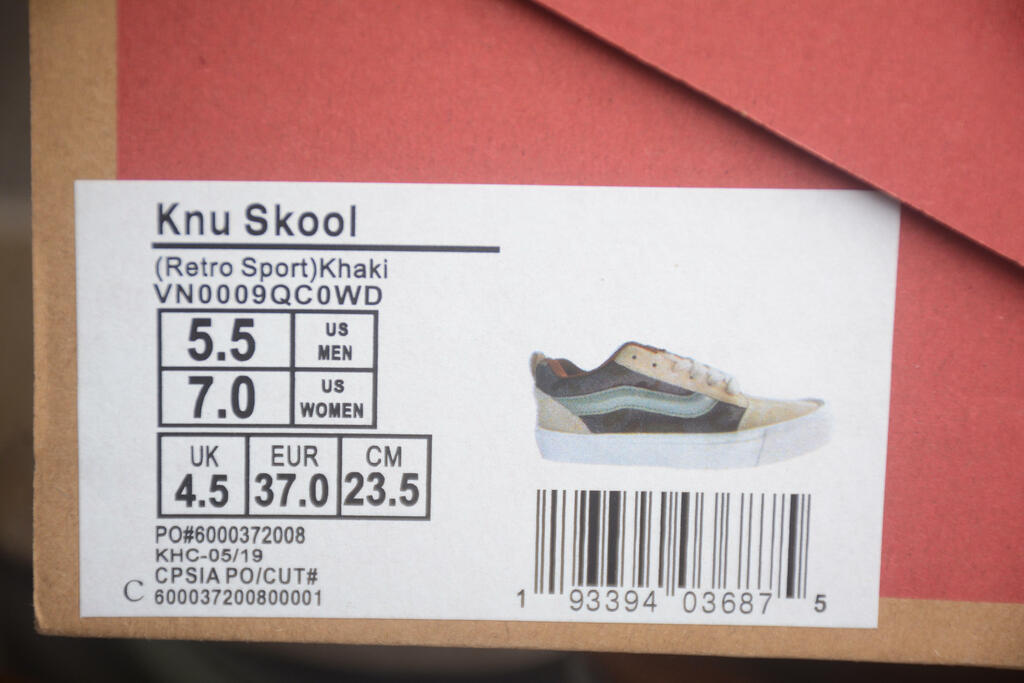 Knu Skool
(Retro Sport)Khaki
VN0009QC0WD
5.5 US MEN
7.0 US WOMEN
UK EUR CM
4.5 37.0 23.5
PO#6000372008
KHC-05/19
CPSIA PO/CUT#
C 600037200800001
1 93394 03687 5